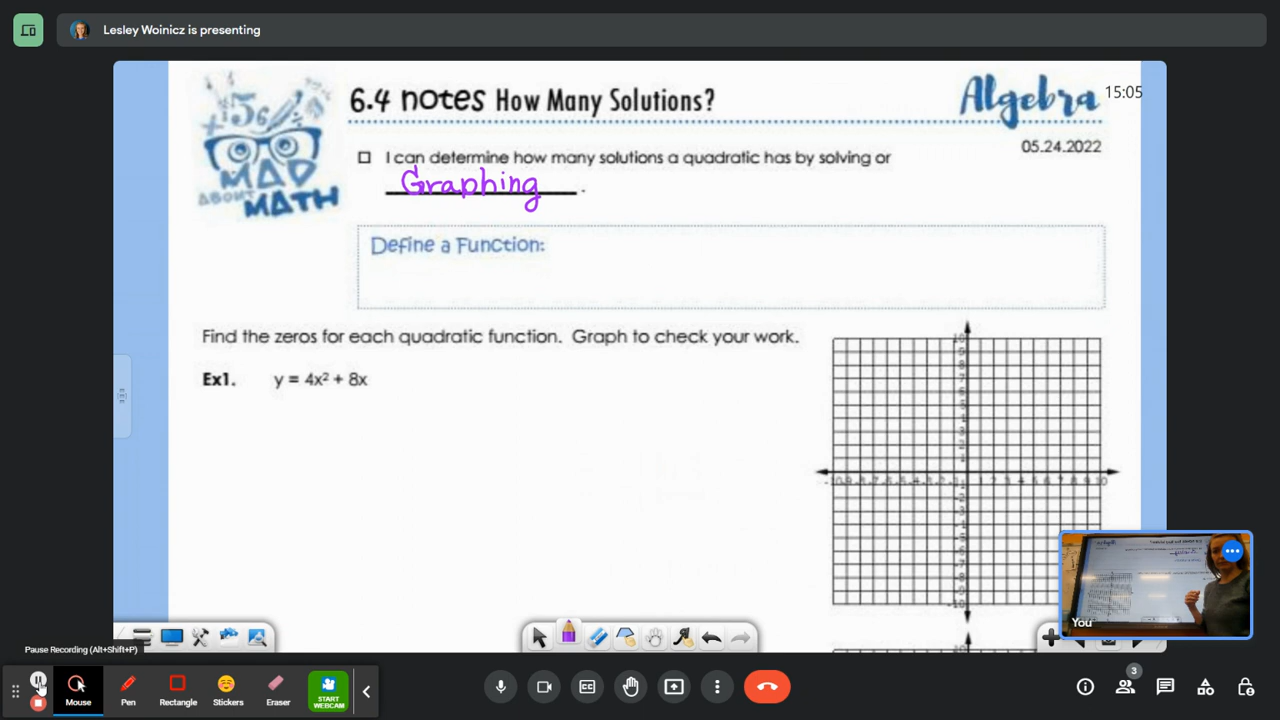 Lesley Woinicz is presenting
6.4 notes How Many Solutions?
Algebra
15:05
05.24.2022
MAD
ABOUT
MATH
I can determine how many solutions a quadratic has by solving or
Graphing.
Define a Function:
Find the zeros for each quadratic function. Graph to check your work.
Ex1. y = 4x² + 8x
You
Pause Recording (Alt+Shift+P)
Mouse
Pen
Rectangle
Stickers
Eraser
START
WEBCAM
CC
3